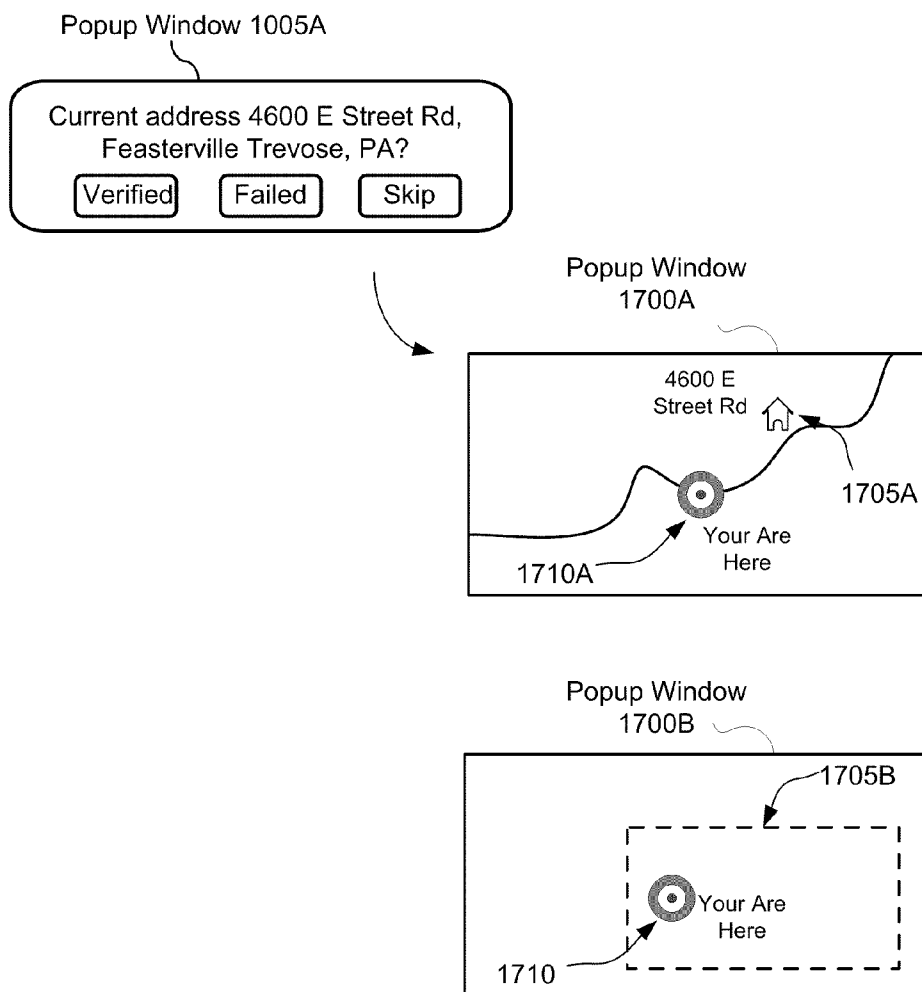 Popup Window 1005A
Current address 4600 E Street Rd,
Feasterville Trevose, PA?
Verified Failed Skip
Popup Window
1700A
4600 E
Street Rd
1705A
Your Are
Here
1710A
Popup Window
1700B
1705B
Your Are
Here
1710